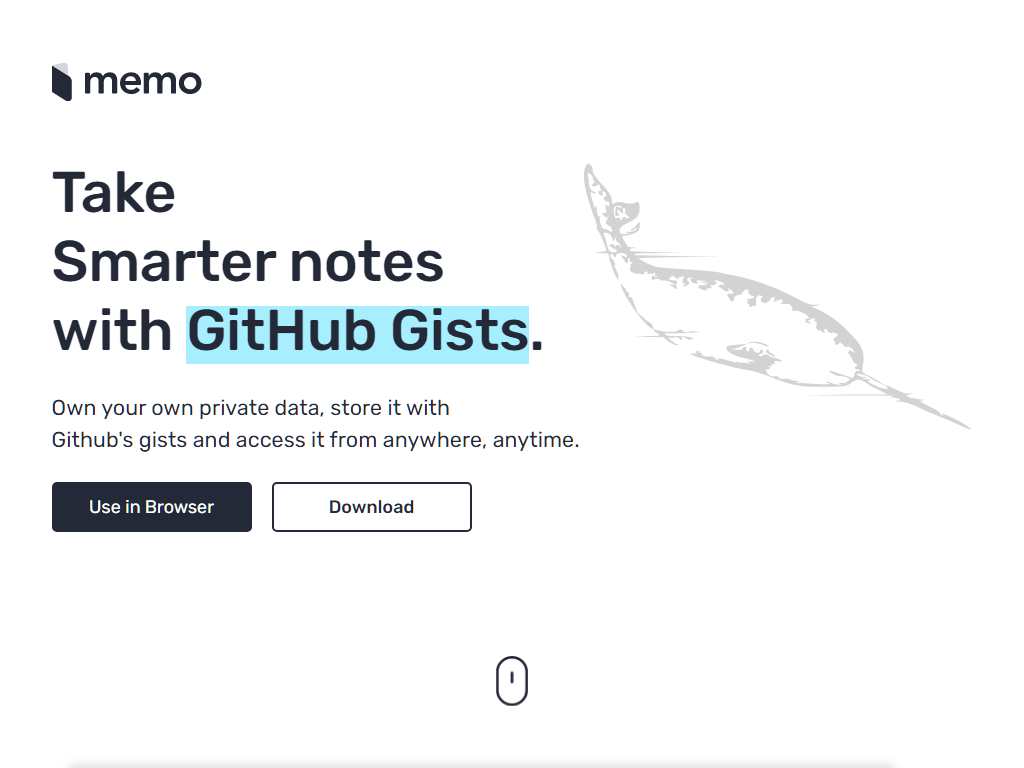 memo
Take
Smarter notes
with GitHub Gists.
Own your own private data, store it with
Github's gists and access it from anywhere, anytime.
Use in Browser
Download